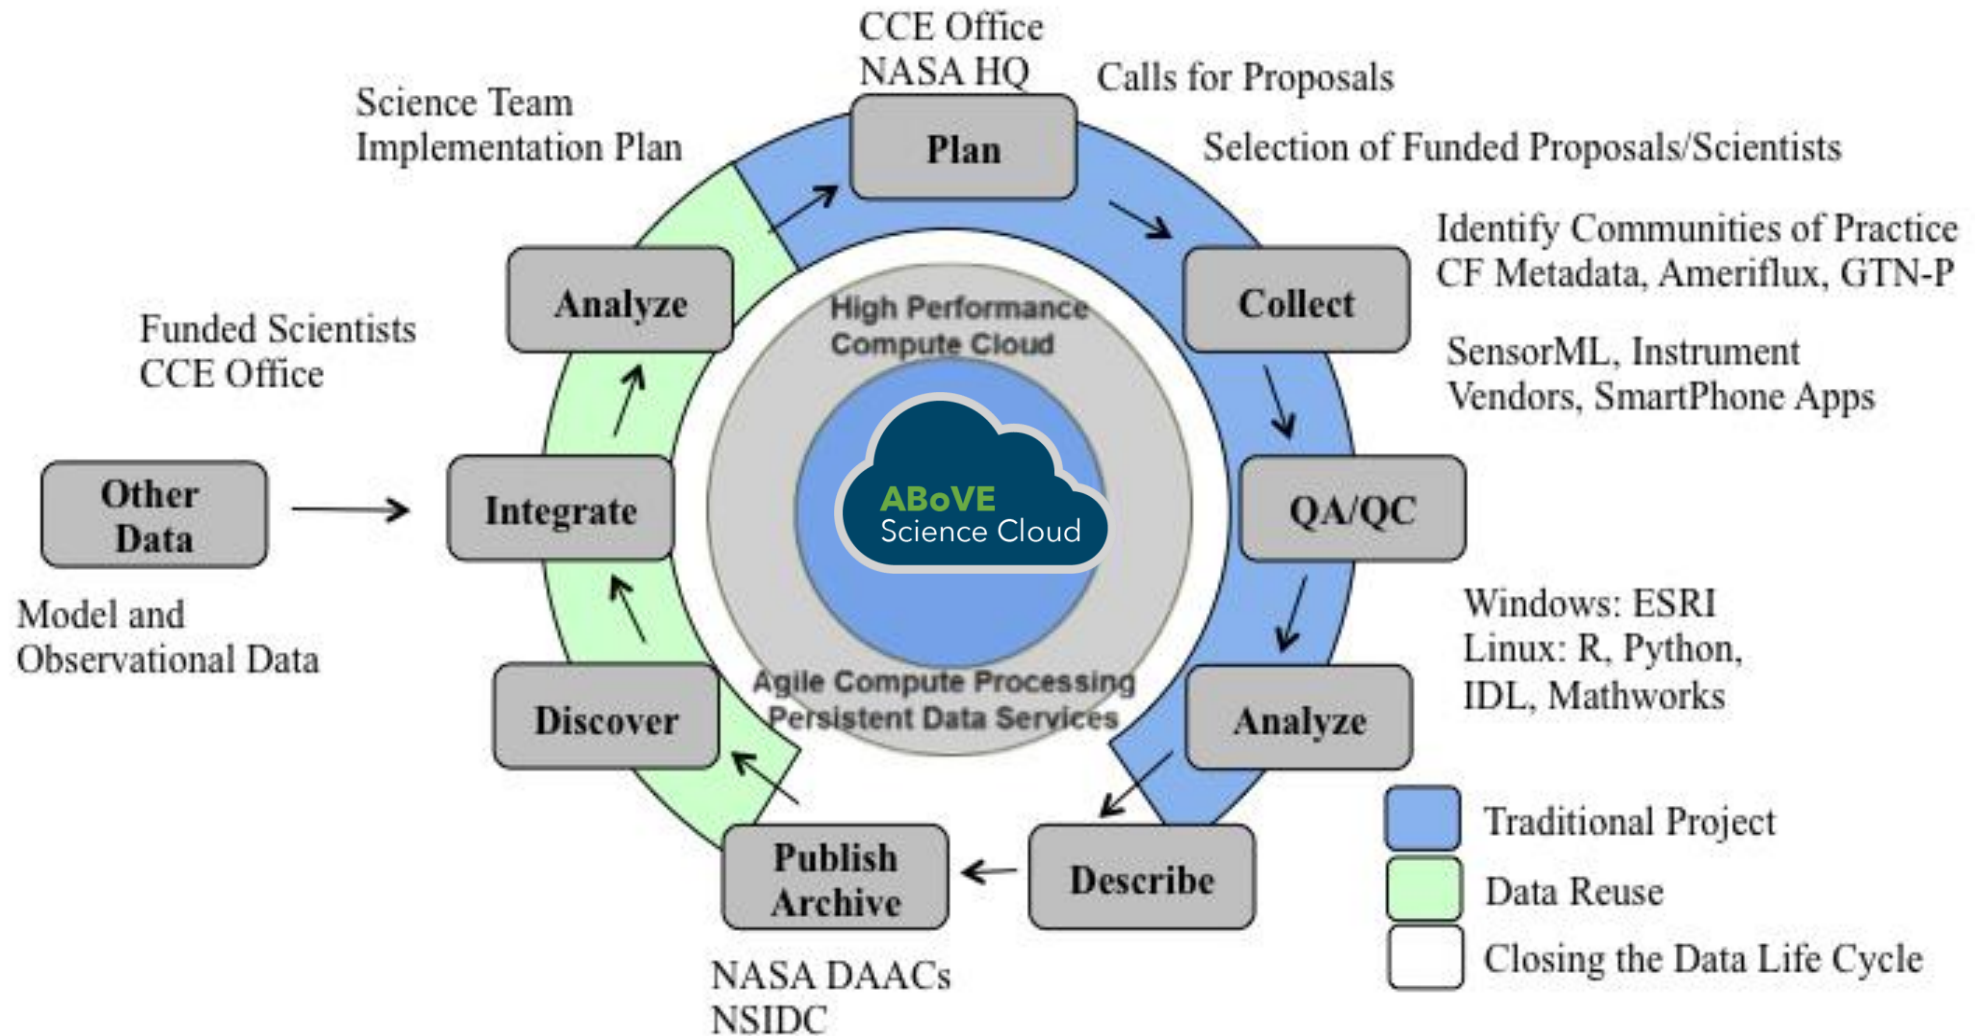 CCE Office
NASA HQ
Calls for Proposals
Science Team
Implementation Plan
Plan
Selection of Funded Proposals/Scientists
Identify Communities of Practice
CF Metadata, Ameriflux, GTN-P
Analyze
Collect
High Performance
Compute Cloud
Funded Scientists
CCE Office
SensorML, Instrument
Vendors, SmartPhone Apps
Other
Data
Integrate
ABoVE
Science Cloud
QA/QC
Model and
Observational Data
Windows: ESRI
Linux: R, Python,
IDL, Mathworks
Discover
Agile Compute Processing
Persistent Data Services
Analyze
Publish
Archive
Describe
Traditional Project
Data Reuse
Closing the Data Life Cycle
NASA DAACs
NSIDC